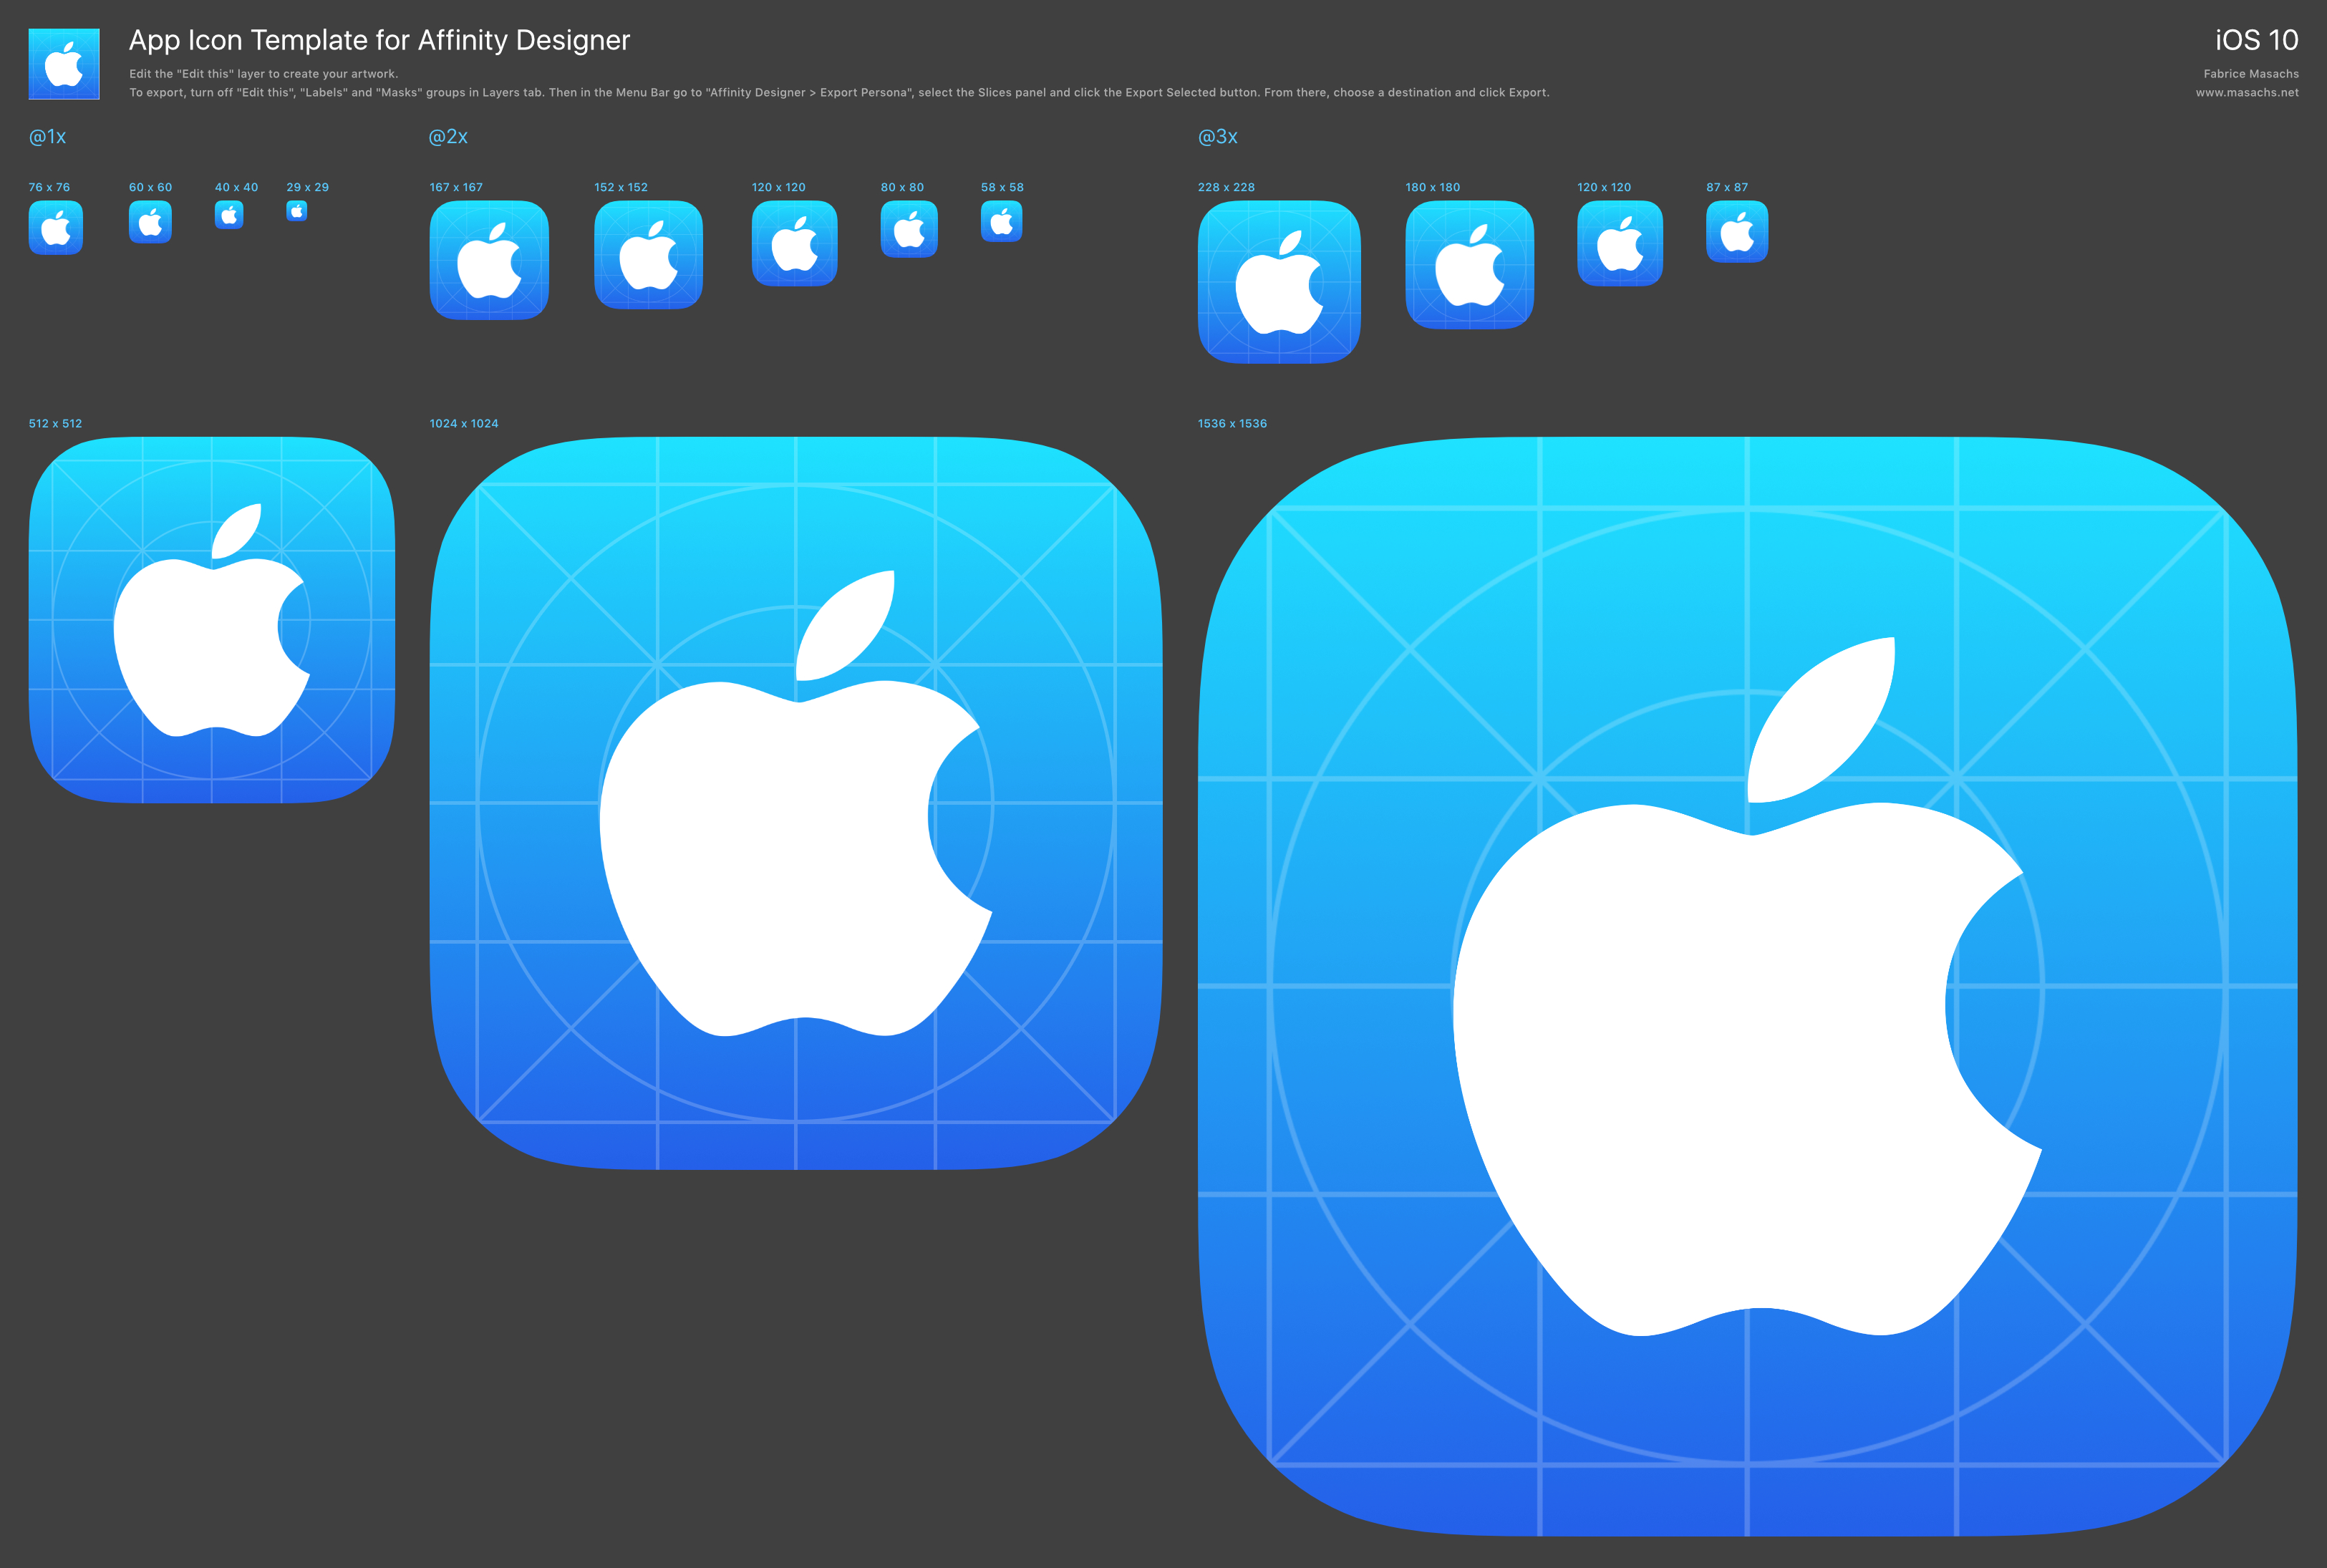 App Icon Template for Affinity Designer
iOS 10
Edit the "Edit this" layer to create your artwork.
Fabrice Masachs
To export, turn off "Edit this", "Labels" and "Masks" groups in Layers tab. Then in the Menu Bar go to "Affinity Designer > Export Persona", select the Slices panel and click the Export Selected button. From there, choose a destination and click Export.
www.masachs.net
@1x
@2x
@3x
76 x 76
60 x 60
40 x 40
29 x 29
167 x 167
152 x 152
120 x 120
80 x 80
58 x 58
228 x 228
180 x 180
120 x 120
87 x 87
512 x 512
1024 x 1024
1536 x 1536